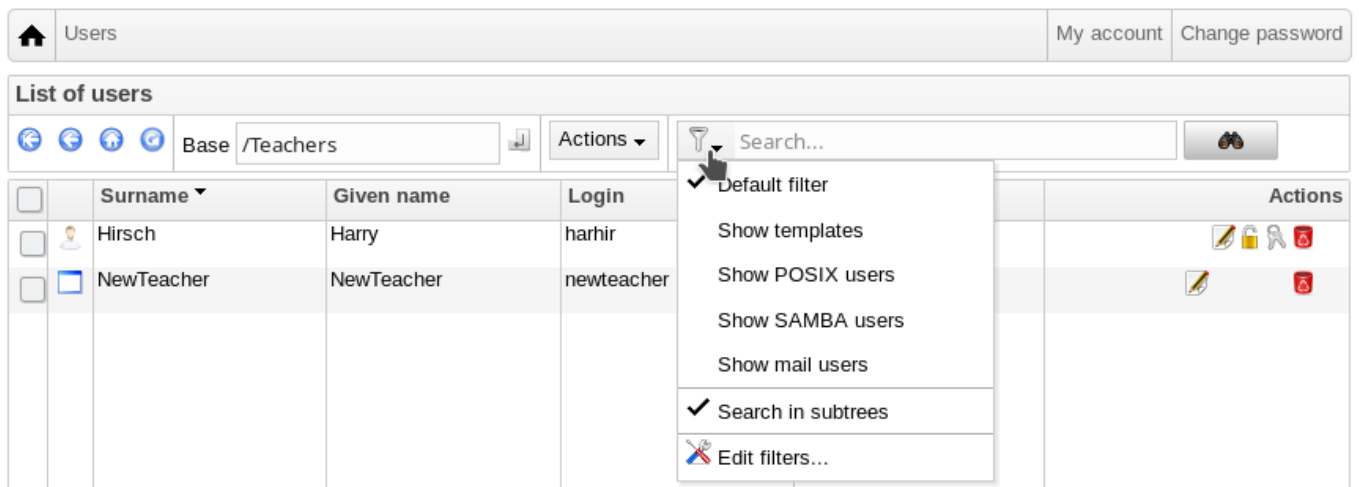 Users My account Change password
List of users
Base /Teachers Actions Search...
Surname Given name Login Actions
Hirsch Harry harhir
NewTeacher NewTeacher newteacher
Default filter
Show templates
Show POSIX users
Show SAMBA users
Show mail users
Search in subtrees
Edit filters...